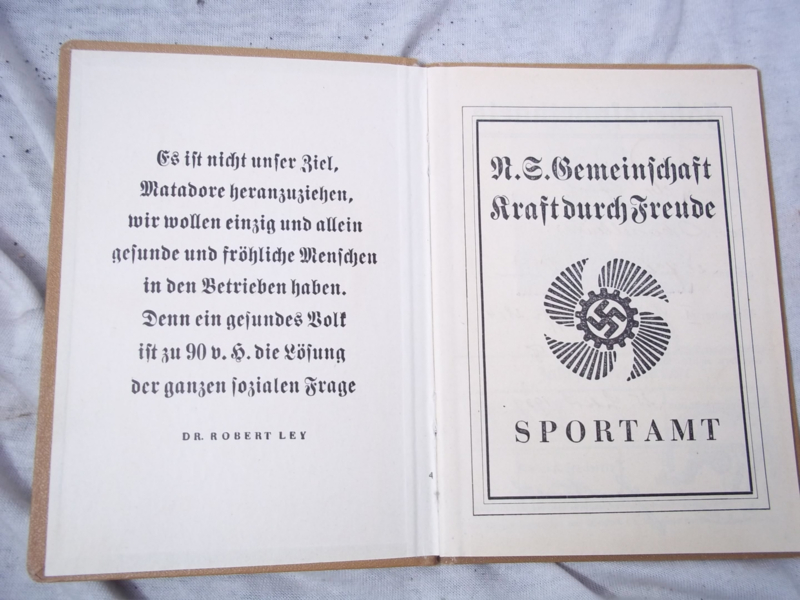 Es ist nicht unser Ziel,
Matadore heranzuziehen,
wir wollen einzig und allein
gesunde und fröhliche Menschen
in den Betrieben haben.
Denn ein gesundes Volk
ist zu 90 v. H. die Lösung
der ganzen sozialen Frage
DR. ROBERT LEY
N.S.Gemeinschaft
Kraft durch Freude
SPORTAMT